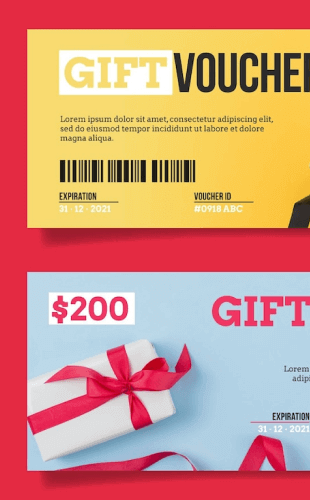 GIFT VOUCHER
Lorem ipsum dolor sit amet, consectetur adipiscing elit,
sed do eiusmod tempor incididunt ut labore et dolore
magna aliqua.
EXPIRATION VOUCHER ID
31 - 12 - 2021 #0918 ABC
$200 GIFT
Lorem
adipi
EXPIRATION
31 - 12 - 2021